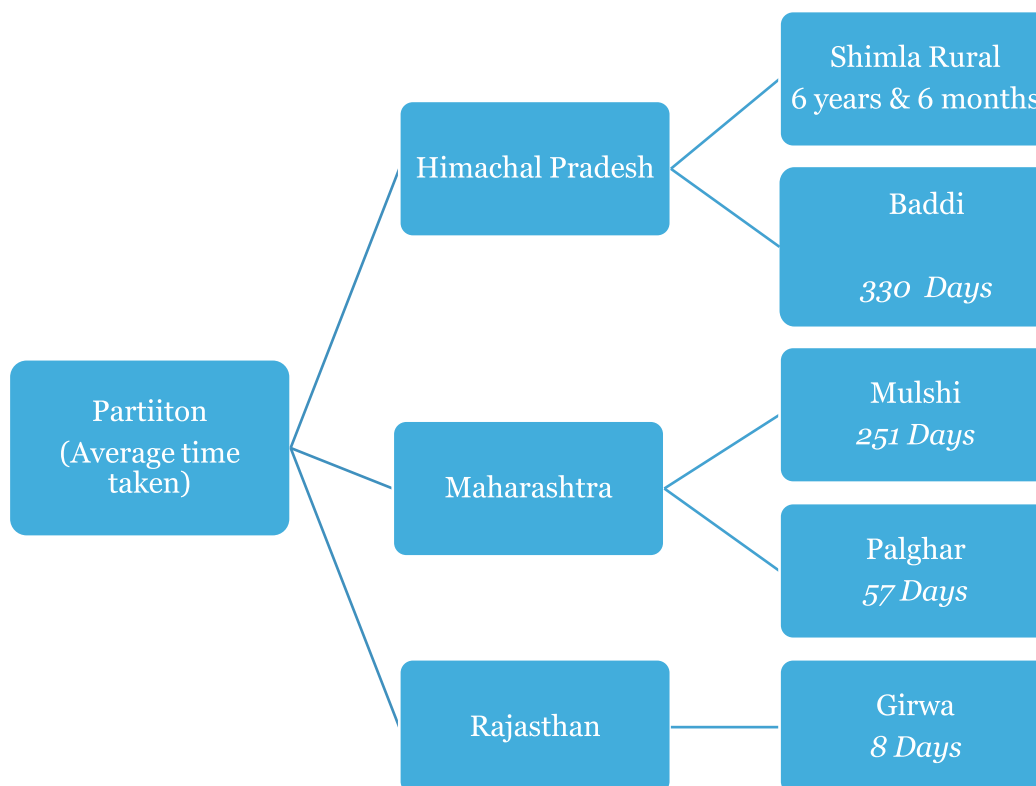 Partiiton
(Average time
taken)
Himachal Pradesh
Shimla Rural
6 years & 6 months
Baddi
330 Days
Maharashtra
Mulshi
251 Days
Palghar
57 Days
Rajasthan
Girwa
8 Days